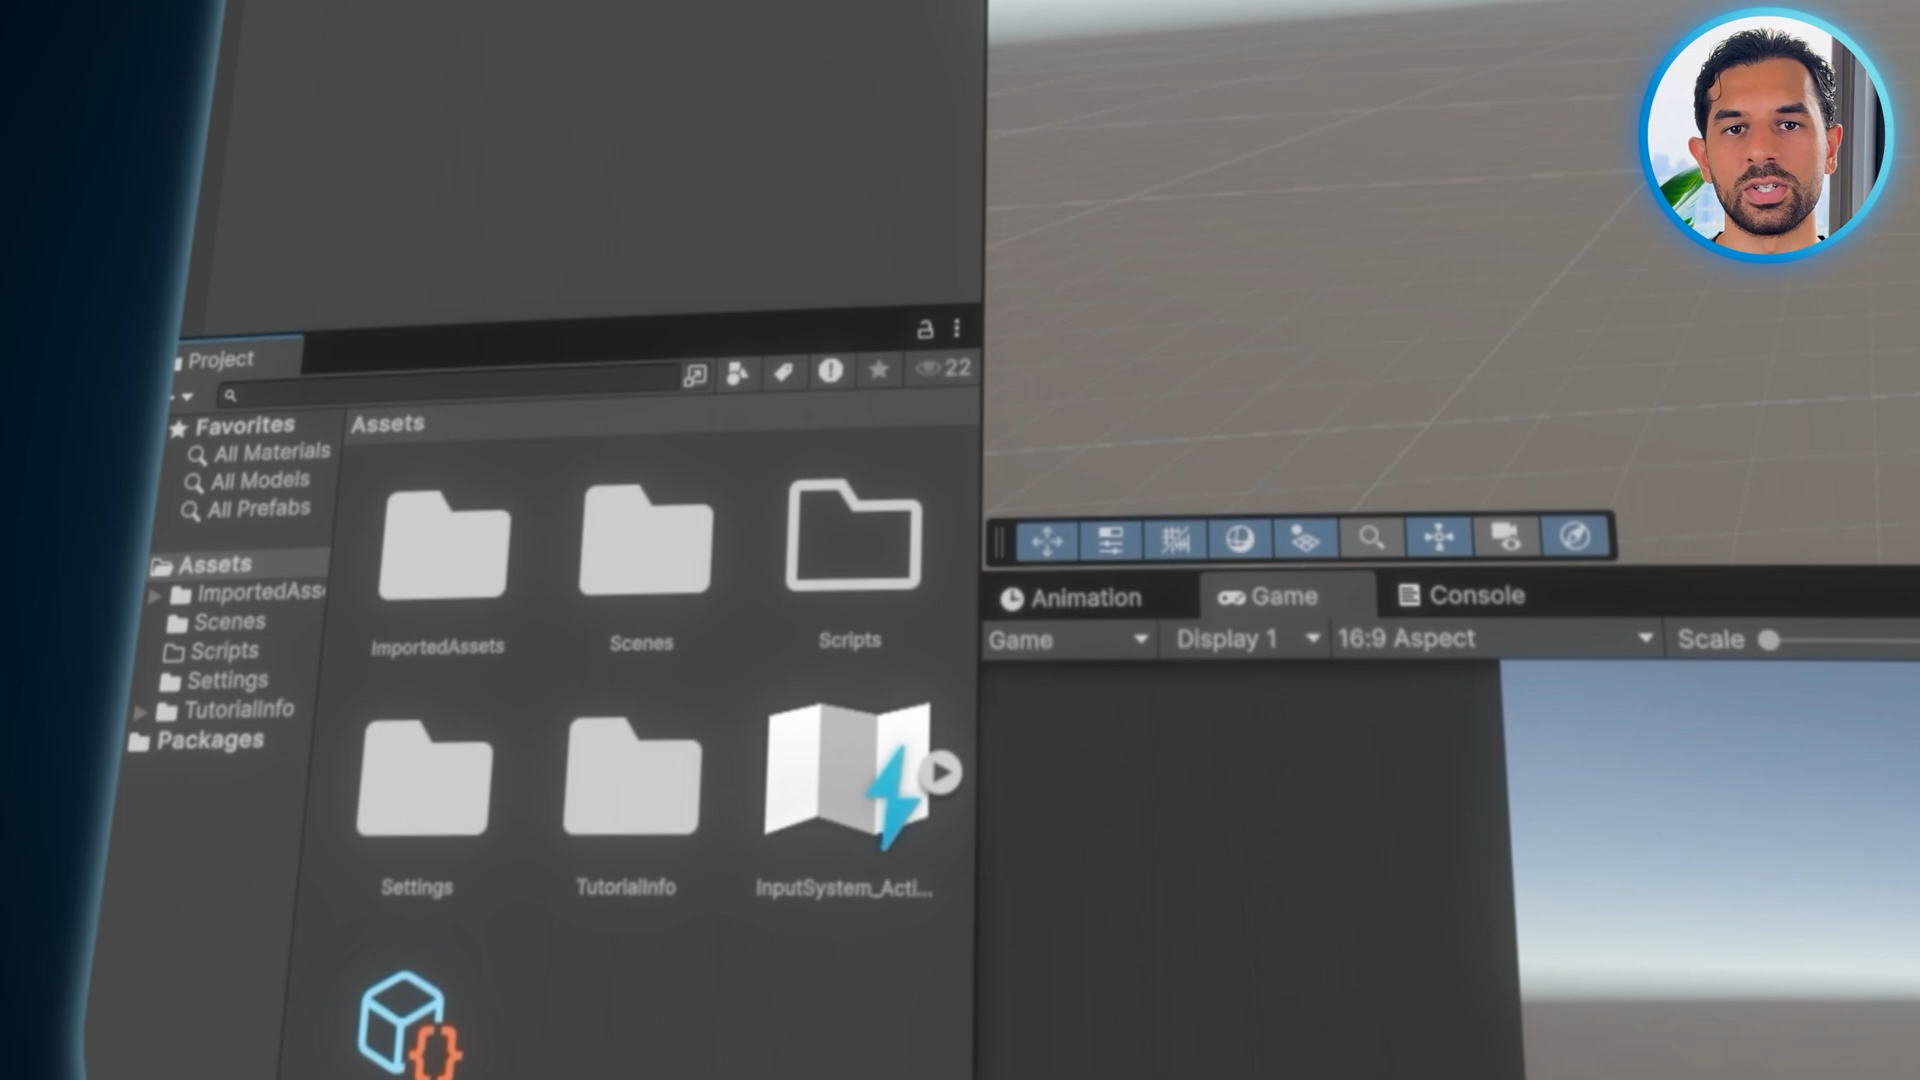 Project
22
Favorites
All Materials
All Models
All Prefabs
Assets
ImportedAss
Scenes
Scripts
Settings
TutorialInfo
Packages
Assets
ImportedAssets
Scenes
Scripts
Settings
TutorialInfo
InputSystem_Acti...
{}
Animation
Game
Console
Game
Display 1
16:9 Aspect
Scale